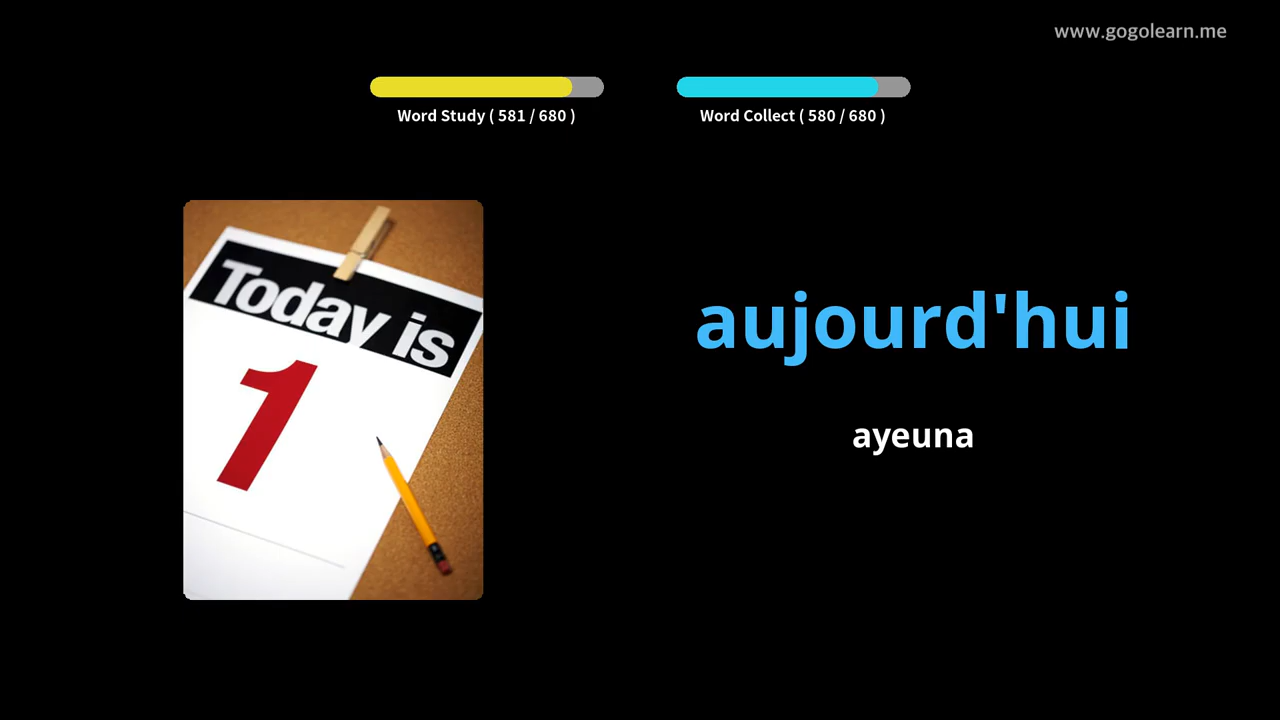 www.gogolearn.me
Word Study ( 581 / 680 )
Word Collect ( 580 / 680 )
Today is
1
aujourd'hui
ayeuna